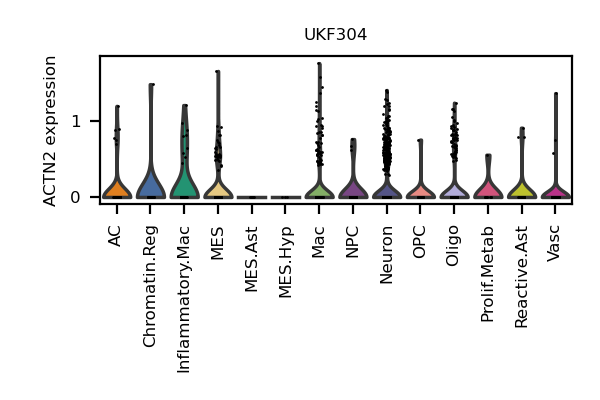 UKF304
ACTN2 expression
1
0
AC
Chromatin.Reg
Inflammatory.Mac
MES
MES.Ast
MES.Hyp
Mac
NPC
Neuron
OPC
Oligo
Prolif.Metab
Reactive.Ast
Vasc